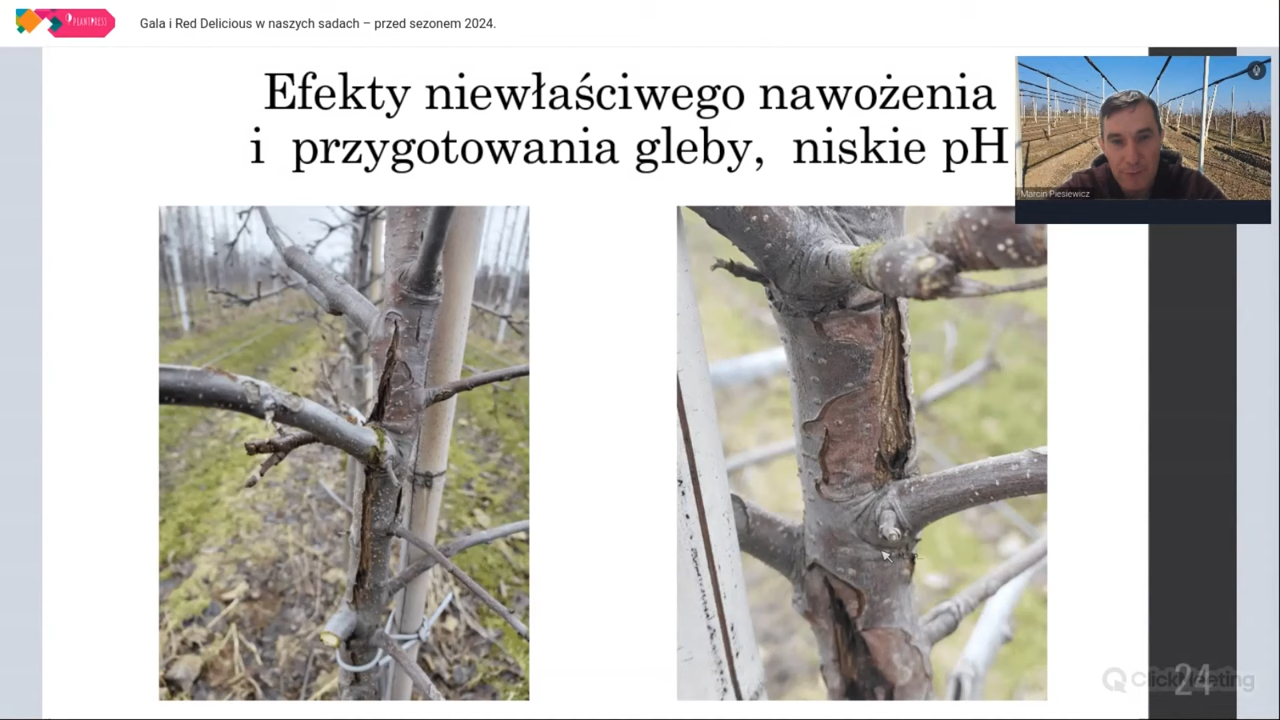 PLANTPRESS
Gala i Red Delicious w naszych sadach – przed sezonem 2024.
Efekty niewłaściwego nawożenia
i przygotowania gleby, niskie pH
Marcin Piesiewicz
ClickMeeting
24